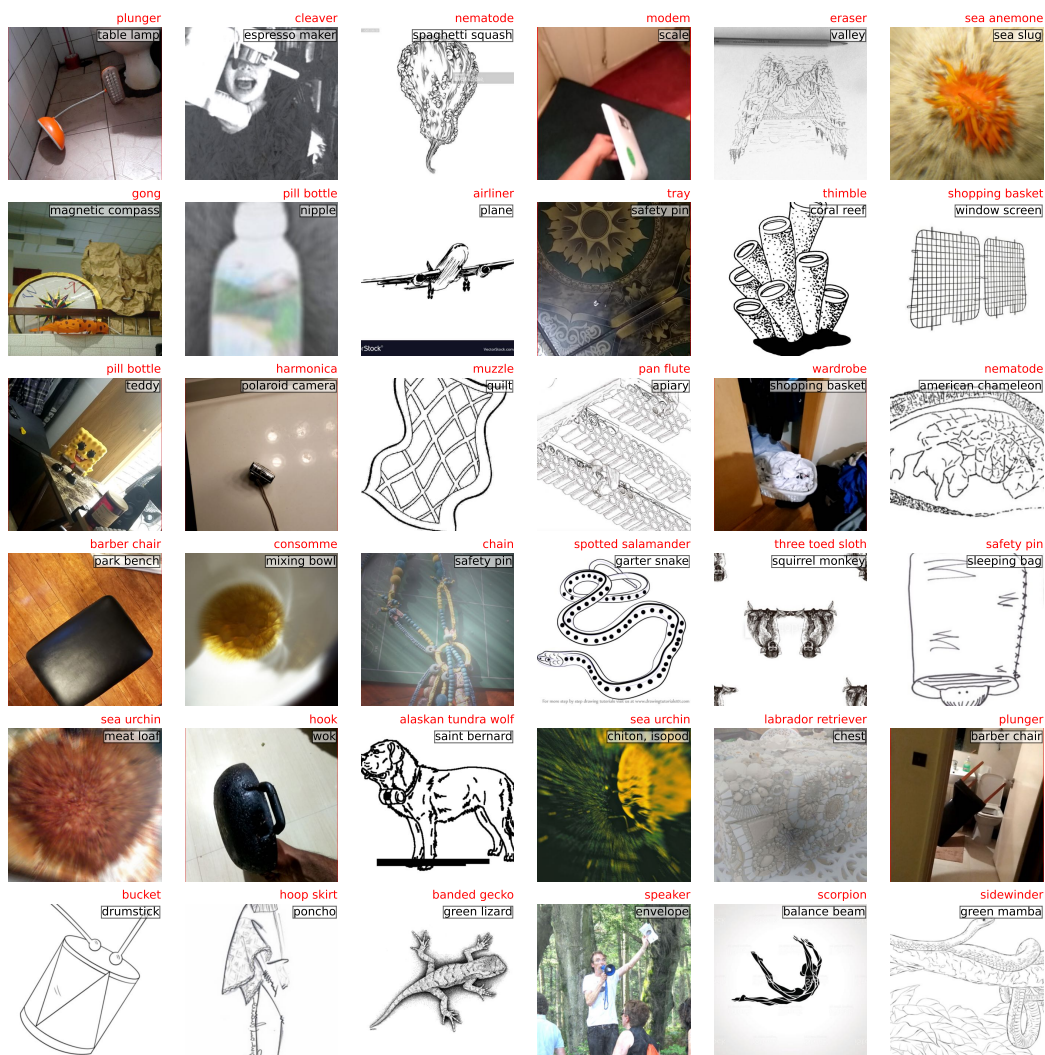 plunger cleaver nematode modem eraser sea anemone
table lamp espresso maker spaghetti squash scale valley sea slug
gong pill bottle airliner tray thimble shopping basket
magnetic compass nipple plane safety pin coral reef window screen
rStock® VectorStock.com
pill bottle harmonica muzzle pan flute wardrobe nematode
teddy polaroid camera quilt apiary shopping basket american chameleon
barber chair consomme chain spotted salamander three toed sloth safety pin
park bench mixing bowl safety pin garter snake squirrel monkey sleeping bag
sea urchin hook alaskan tundra wolf sea urchin labrador retriever plunger
meat loaf wok saint bernard chiton, isopod chest barber chair
bucket hoop skirt banded gecko speaker scorpion sidewinder
drumstick poncho green lizard envelope balance beam green mamba